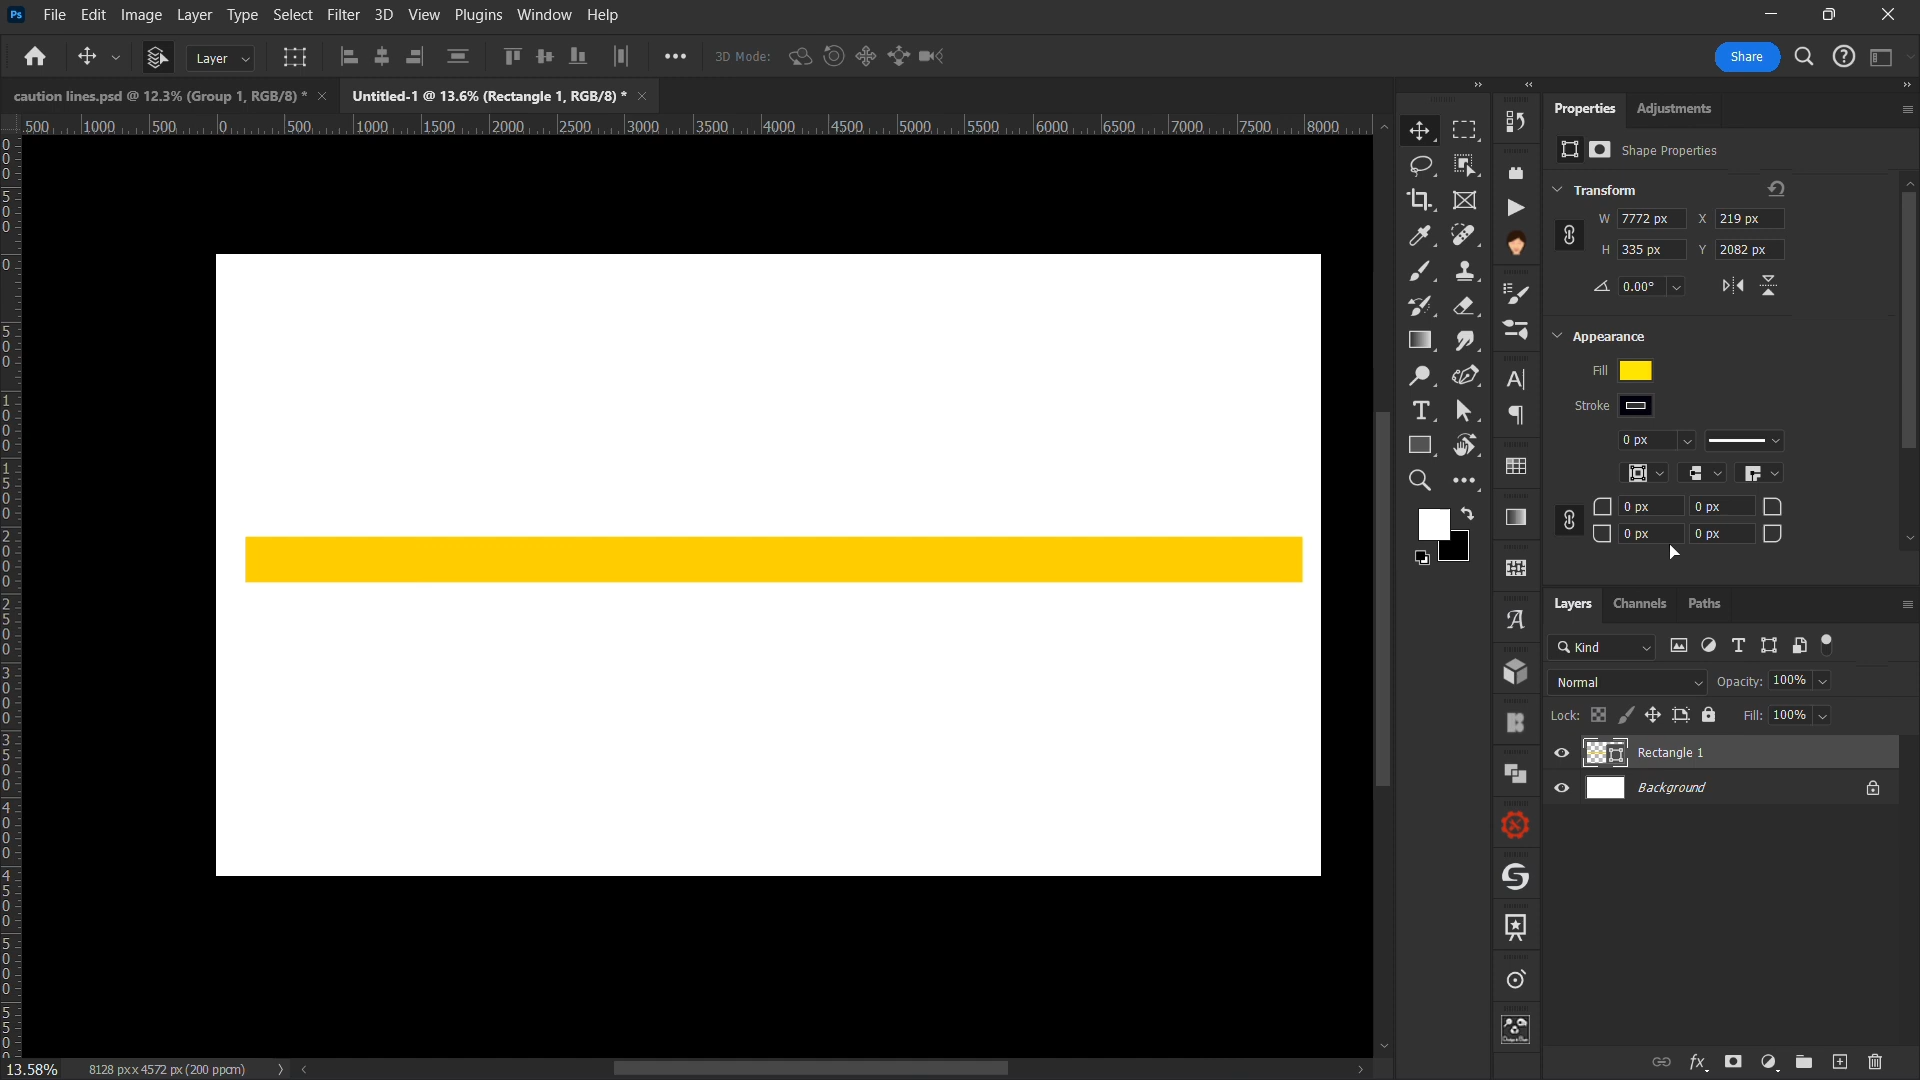 Ps File Edit Image Layer Type Select Filter 3D View Plugins Window Help
Layer 3D Mode: Share
caution lines.psd @ 12.3% (Group 1, RGB/8) * Untitled-1 @ 13.6% (Rectangle 1, RGB/8) *
500 1000 500 0 500 1000 1500 2000 2500 3000 3500 4000 4500 5000 5500 6000 6500 7000 7500 8000
Properties Adjustments
Shape Properties
Transform
W 7772 px X 219 px
H 335 px Y 2082 px
0.00°
Appearance
Fill
Stroke
0 px
0 px 0 px
0 px 0 px
Layers Channels Paths
Kind
Normal Opacity: 100%
Lock: Fill: 100%
Rectangle 1
Background
13.58% 8128 px x 4572 px (200 ppcm)